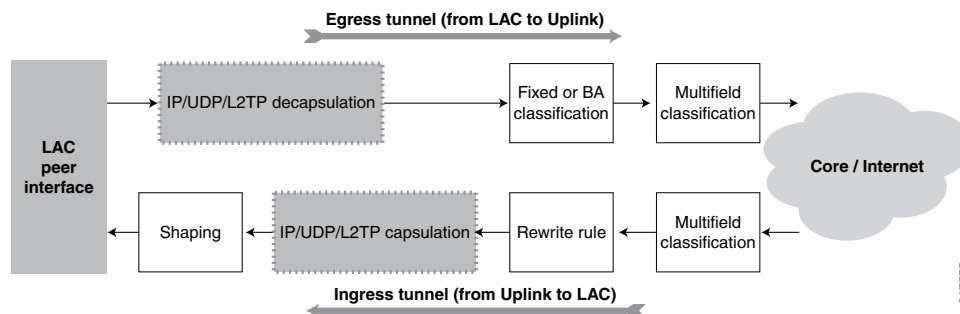 Egress tunnel (from LAC to Uplink)
LAC
peer
interface
IP/UDP/L2TP decapsulation
Fixed or BA
classification
Multifield
classification
Core / Internet
Shaping
IP/UDP/L2TP capsulation
Rewrite rule
Multifield
classification
Ingress tunnel (from Uplink to LAC)